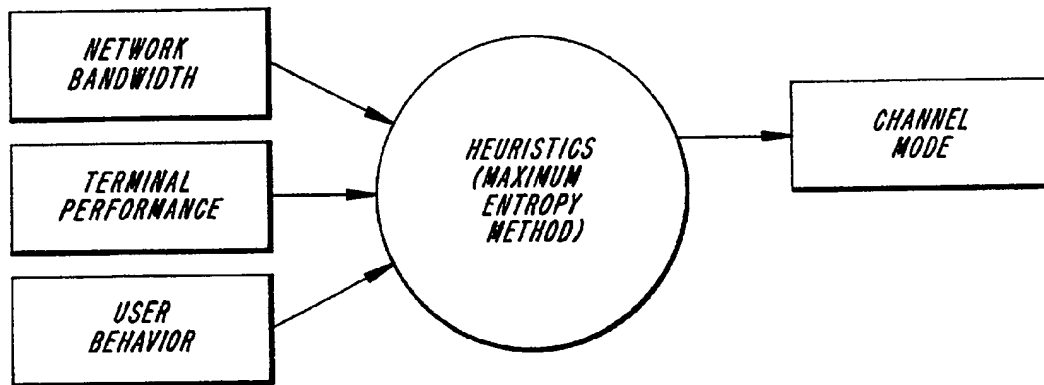 NETWORK
BANDWIDTH
TERMINAL
PERFORMANCE
USER
BEHAVIOR
HEURISTICS
(MAXIMUM
ENTROPY
METHOD)
CHANNEL
MODE